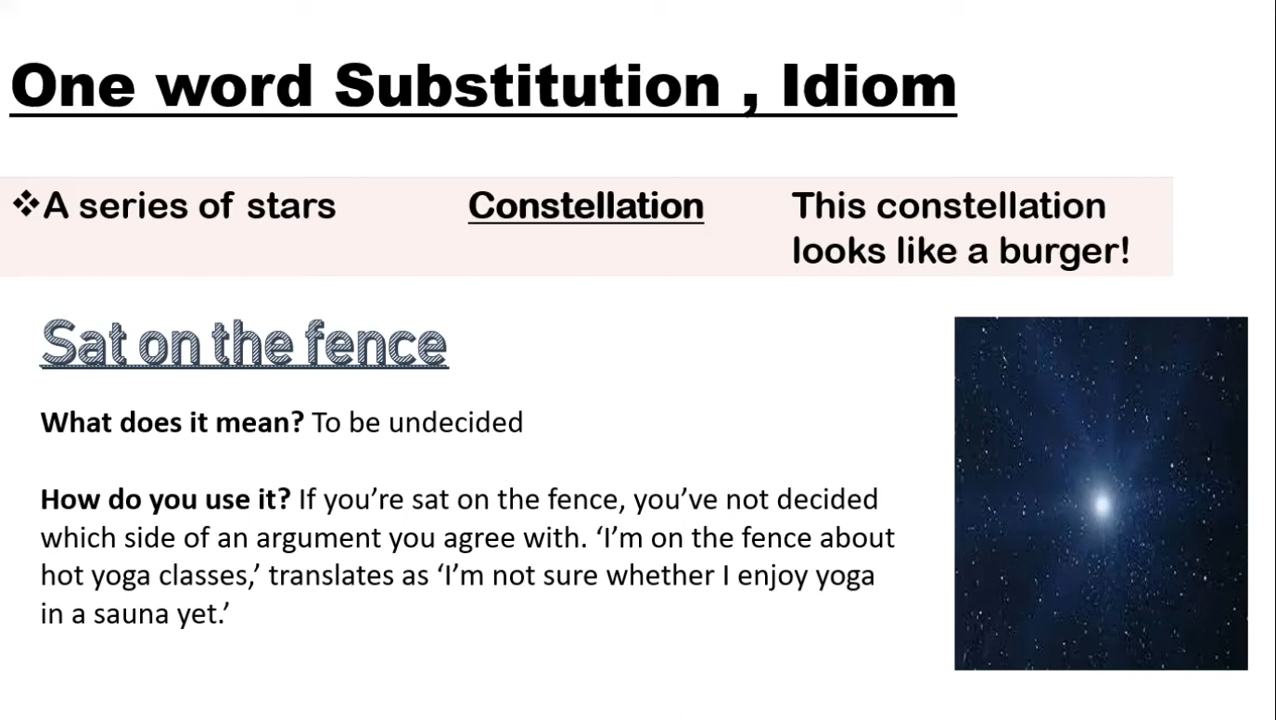 One word Substitution , Idiom
❖A series of stars Constellation This constellation
looks like a burger!
Sat on the fence
What does it mean? To be undecided
How do you use it? If you’re sat on the fence, you’ve not decided
which side of an argument you agree with. ‘I’m on the fence about
hot yoga classes,’ translates as ‘I’m not sure whether I enjoy yoga
in a sauna yet.’